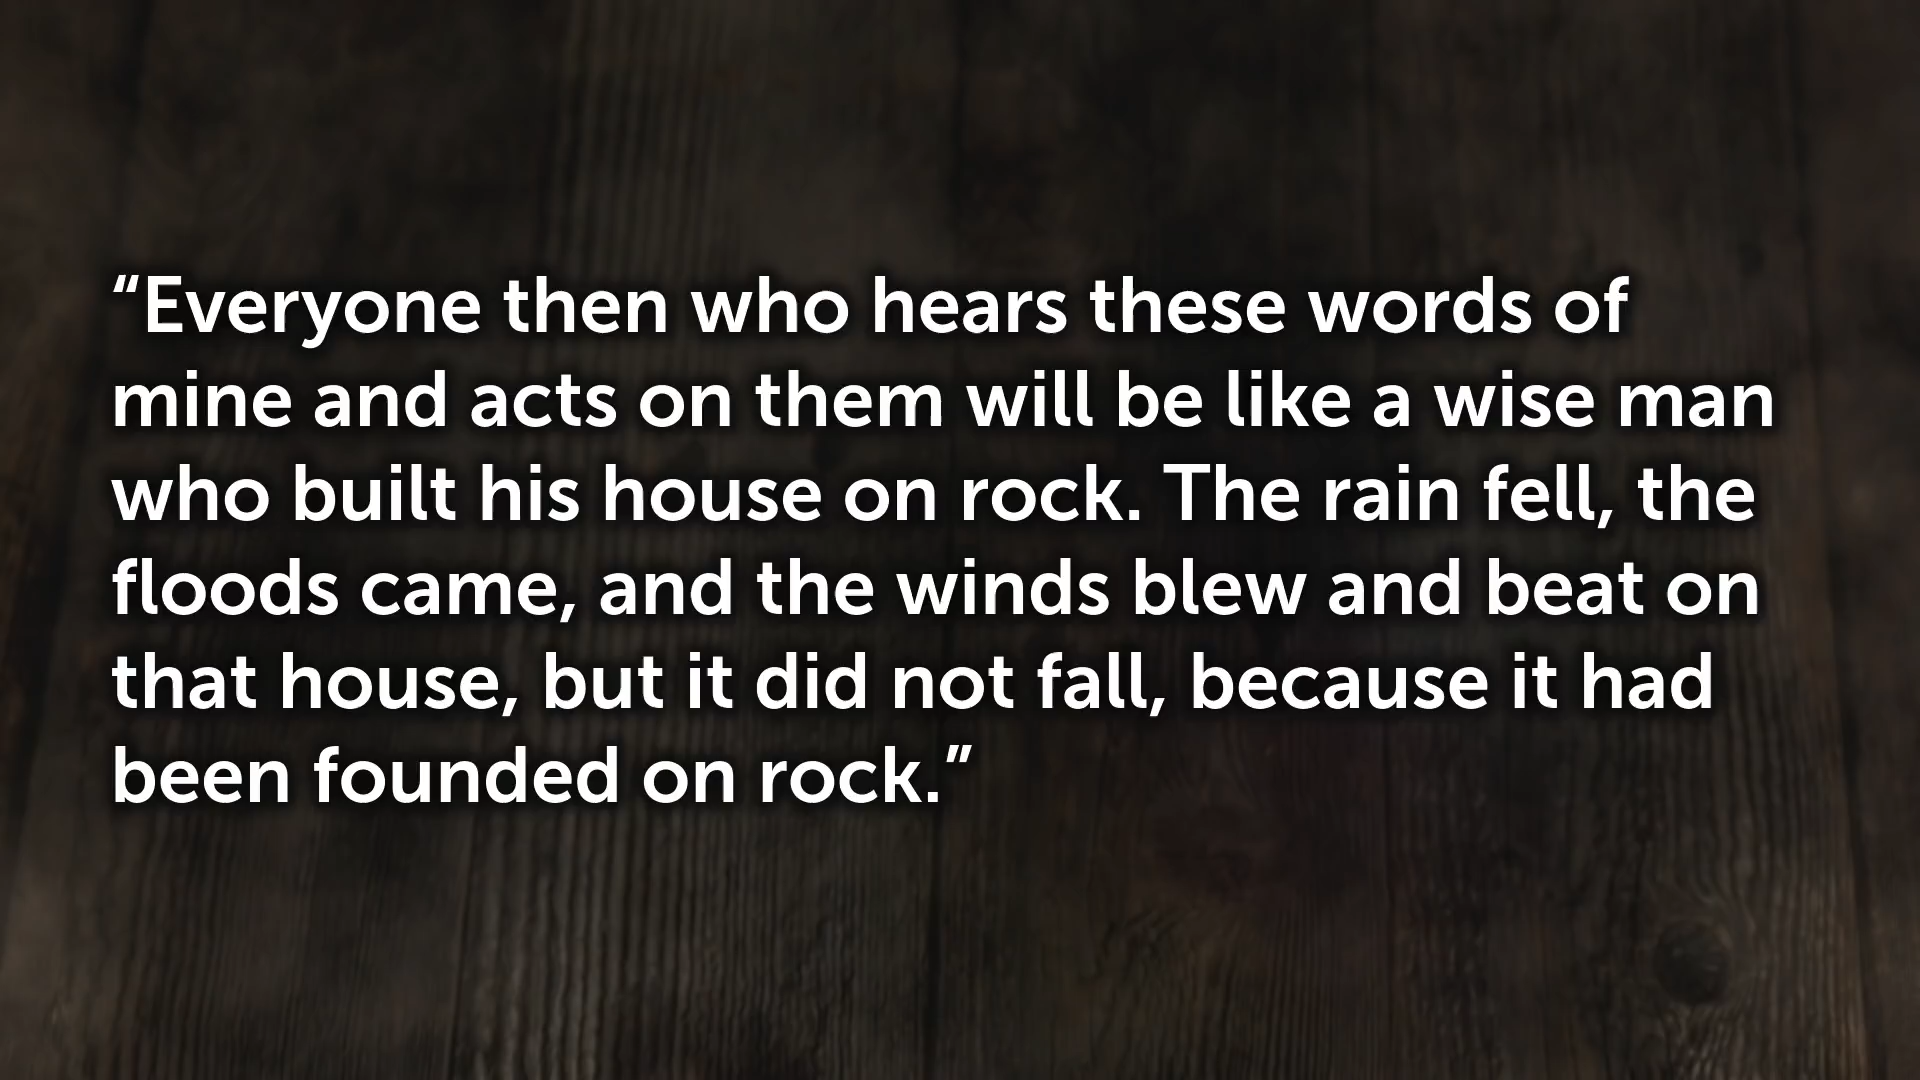 “Everyone then who hears these words of
mine and acts on them will be like a wise man
who built his house on rock. The rain fell, the
floods came, and the winds blew and beat on
that house, but it did not fall, because it had
been founded on rock.”